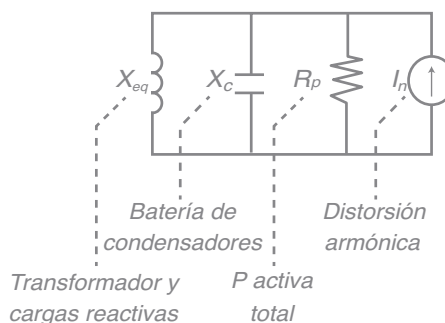 Xeq
Xc
Rp
In
Batería de
condensadores
Distorsión
armónica
Transformador y
cargas reactivas
P activa
total